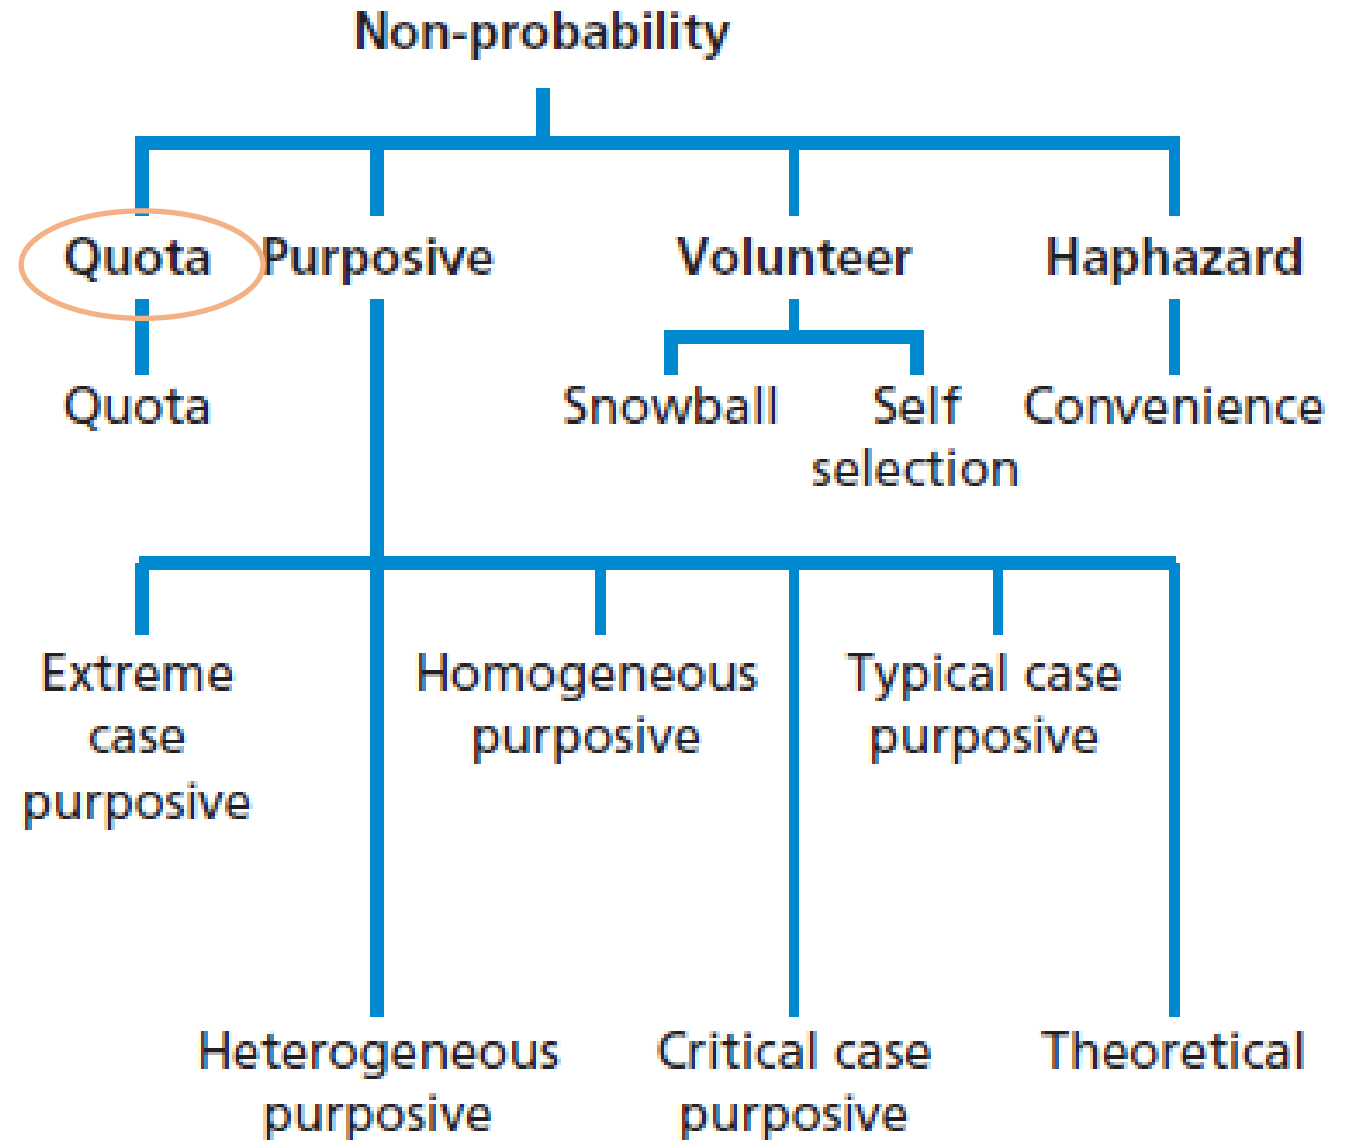 Non-probability
Quota Purposive Volunteer Haphazard
Quota Snowball Self Convenience
selection
Extreme Homogeneous Typical case
case purposive purposive
purposive
Heterogeneous Critical case Theoretical
purposive purposive